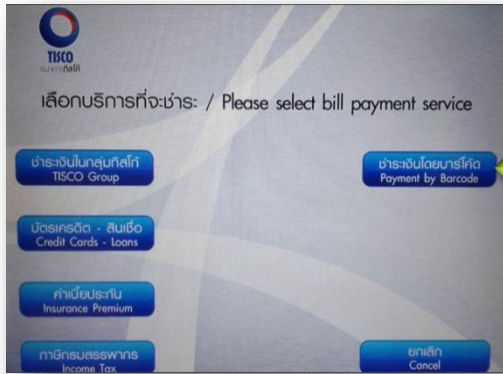 TISCO
ธนาคารทิสโก้
เลือกบริการที่จะชำระ / Please select bill payment service
ชำระเงินในกลุ่มทิสโก้
TISCO Group
ชำระเงินโดยบาร์โค้ด
Payment by Barcode
บัตรเครดิต - สินเชื่อ
Credit Cards - Loans
ค่าเบี้ยประกัน
Insurance Premium
ภาษีกรมสรรพากร
Income Tax
ยกเลิก
Cancel